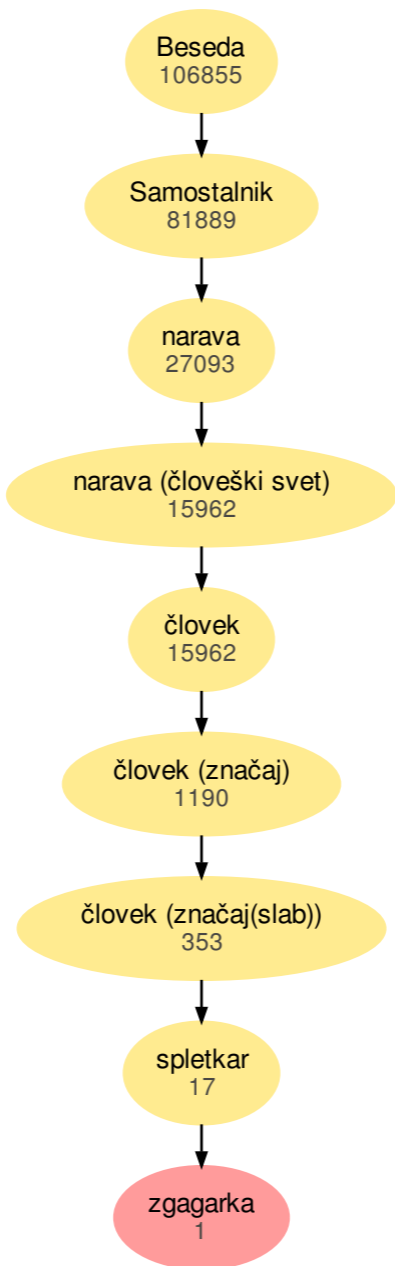 Beseda
106855
Samostalnik
81889
narava
27093
narava (človeški svet)
15962
človek
15962
človek (značaj)
1190
človek (značaj(slab))
353
spletkar
17
zgagarka
1